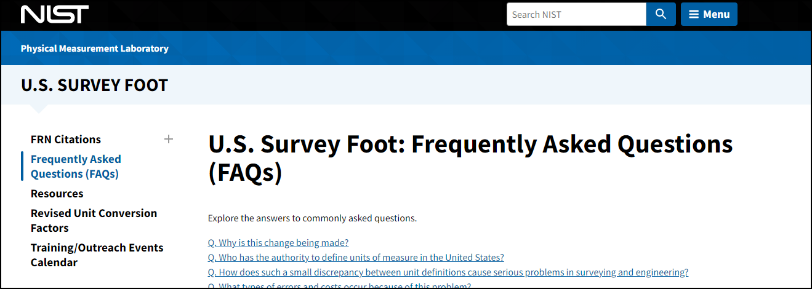 NIST
Search NIST
Menu
Physical Measurement Laboratory
U.S. SURVEY FOOT
FRN Citations
Frequently Asked
Questions (FAQs)
Resources
Revised Unit Conversion
Factors
Training/Outreach Events
Calendar
U.S. Survey Foot: Frequently Asked Questions
(FAQs)
Explore the answers to commonly asked questions.
Q. Why is this change being made?
Q. Who has the authority to define units of measure in the United States?
Q. How does such a small discrepancy between unit definitions cause serious problems in surveying and engineering?
Q. What types of errors and costs occur because of this problem?